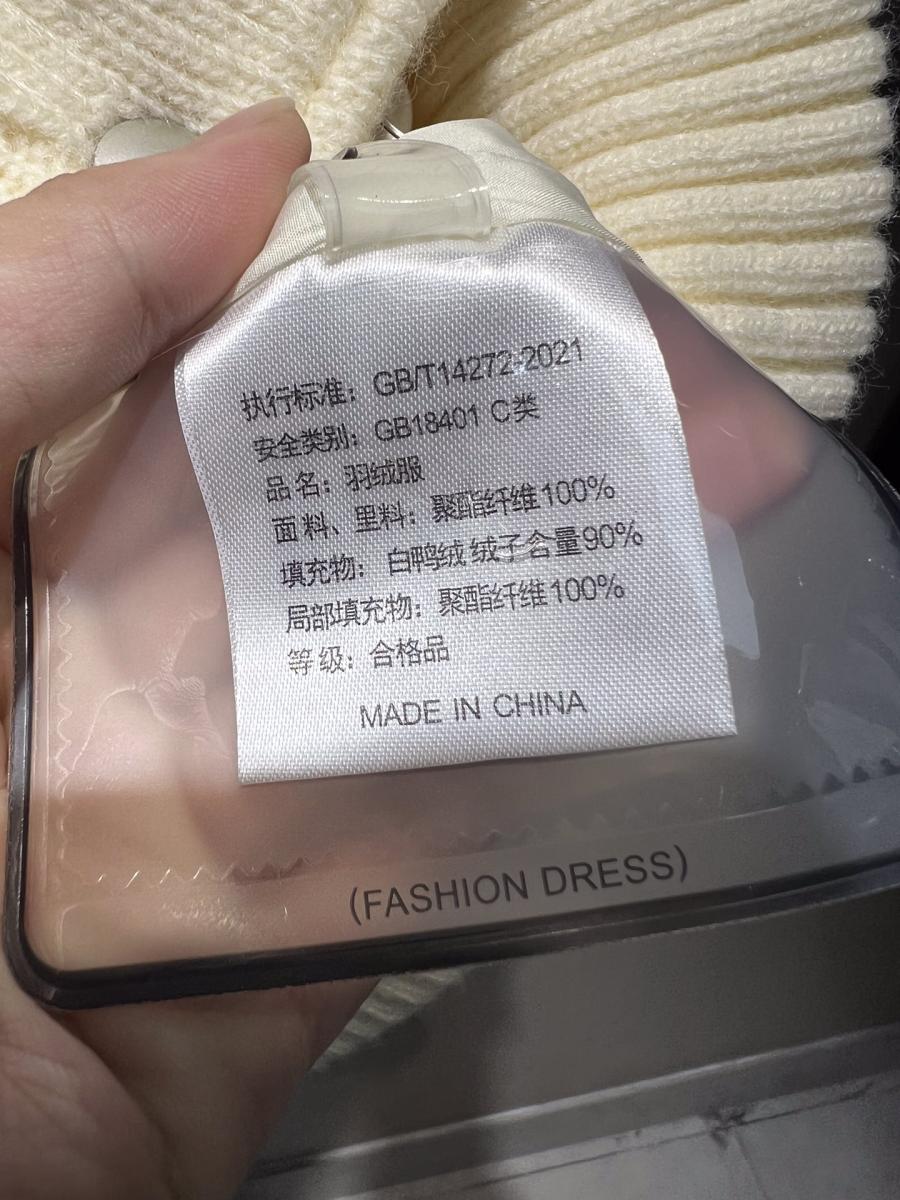 执行标准：GB/T14272-2021
安全类别：GB18401 C类
品名：羽绒服
面料、里料：聚酯纤维100%
填充物：白鸭绒 绒子含量90%
局部填充物：聚酯纤维100%
等级：合格品
MADE IN CHINA
(FASHION DRESS)